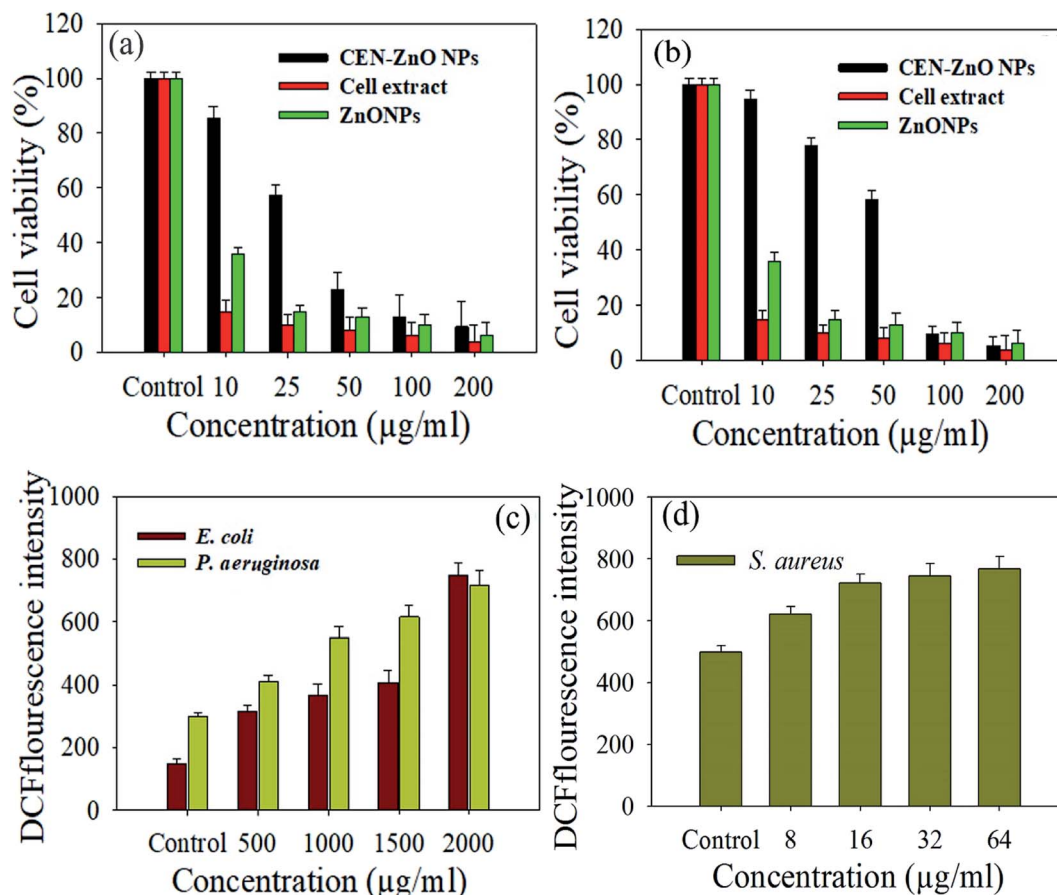 (a)
CEN-ZnO NPs
Cell extract
ZnONPs
Cell viability (%)
120
100
80
60
40
20
0
Control 10 25 50 100 200
Concentration (µg/ml)
(b)
CEN-ZnO NPs
Cell extract
ZnONPs
Cell viability (%)
120
100
80
60
40
20
0
Control 10 25 50 100 200
Concentration (µg/ml)
(c)
E. coli
P. aeruginosa
DCFflourescence intensity
1000
800
600
400
200
0
Control 500 1000 1500 2000
Concentration (µg/ml)
(d)
S. aureus
DCFflourescence intensity
1000
800
600
400
200
0
Control 8 16 32 64
Concentration (µg/ml)